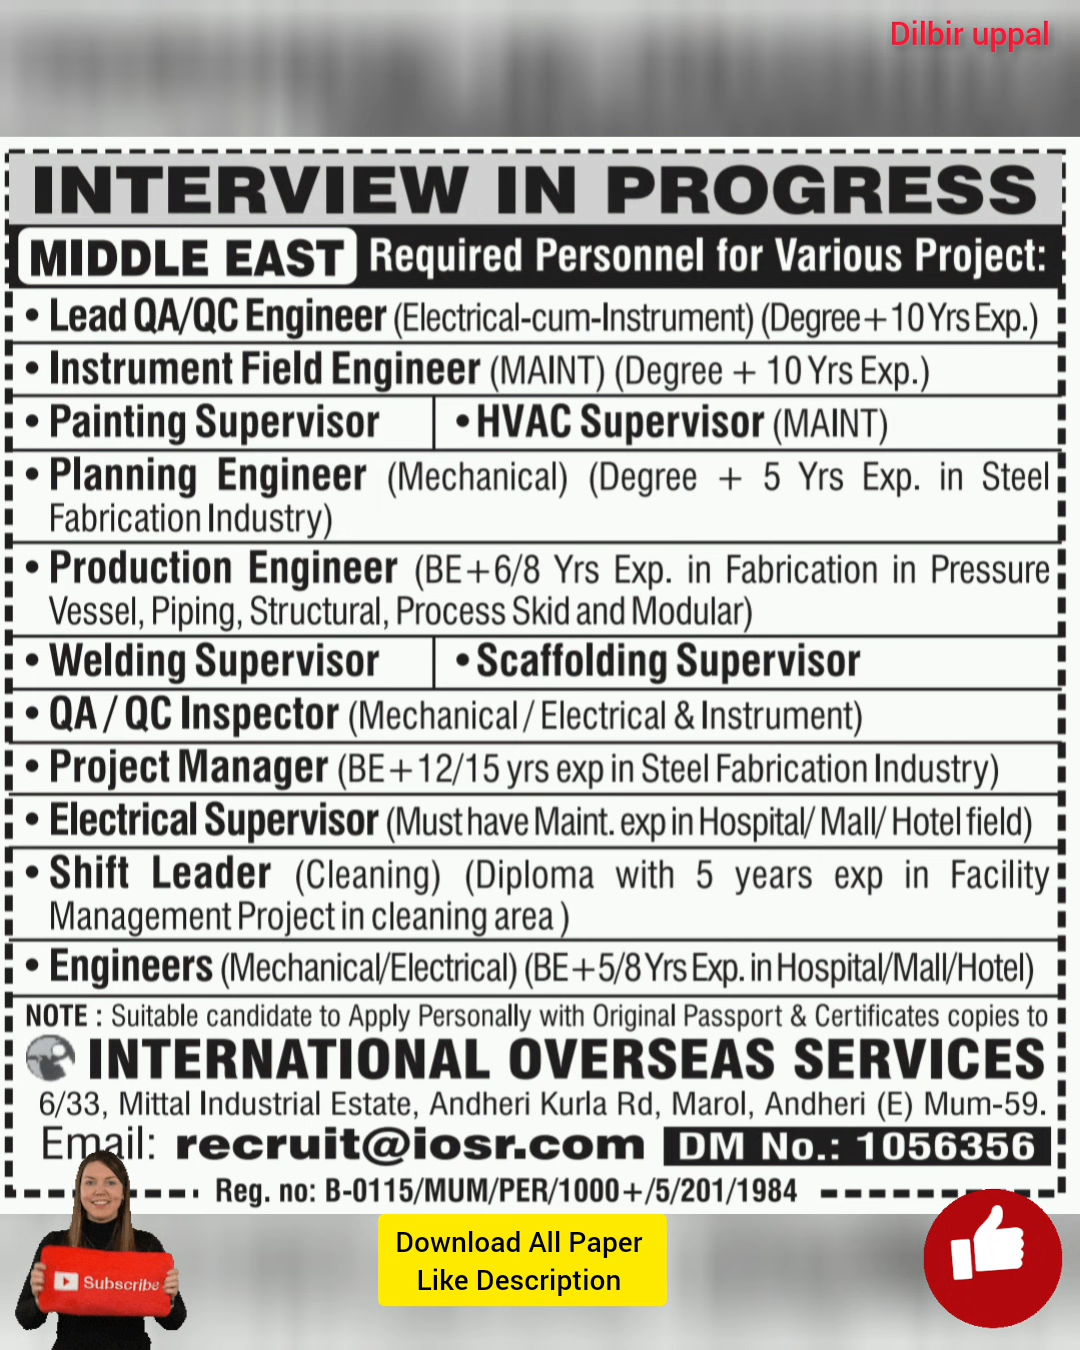 Dilbir uppal
INTERVIEW IN PROGRESS
MIDDLE EAST Required Personnel for Various Project:
• Lead QA/QC Engineer (Electrical-cum-Instrument) (Degree+10 Yrs Exp.)
• Instrument Field Engineer (MAINT) (Degree + 10 Yrs Exp.)
• Painting Supervisor • HVAC Supervisor (MAINT)
• Planning Engineer (Mechanical) (Degree + 5 Yrs Exp. in Steel
Fabrication Industry)
• Production Engineer (BE+6/8 Yrs Exp. in Fabrication in Pressure
Vessel, Piping, Structural, Process Skid and Modular)
• Welding Supervisor • Scaffolding Supervisor
• QA / QC Inspector (Mechanical / Electrical & Instrument)
• Project Manager (BE+12/15 yrs exp in Steel Fabrication Industry)
• Electrical Supervisor (Must have Maint. exp in Hospital/ Mall/ Hotel field)
• Shift Leader (Cleaning) (Diploma with 5 years exp in Facility
Management Project in cleaning area )
• Engineers (Mechanical/Electrical) (BE+5/8 Yrs Exp. in Hospital/Mall/Hotel)
NOTE : Suitable candidate to Apply Personally with Original Passport & Certificates copies to
INTERNATIONAL OVERSEAS SERVICES
6/33, Mittal Industrial Estate, Andheri Kurla Rd, Marol, Andheri (E) Mum-59.
Email: recruit@iosr.com DM No.: 1056356
Reg. no: B-0115/MUM/PER/1000+/5/201/1984
Subscribe
Download All Paper
Like Description